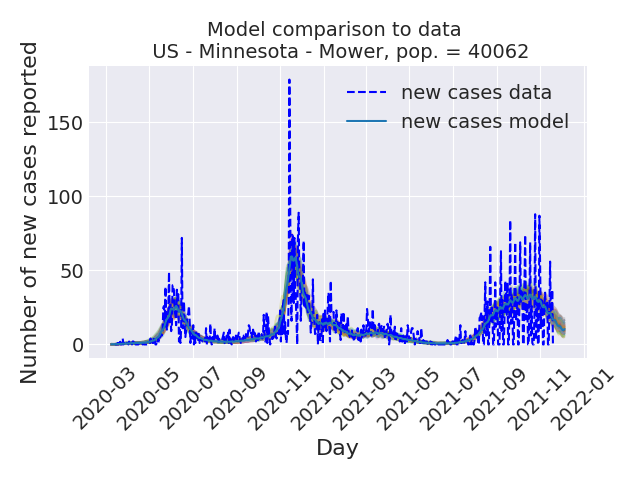 Model comparison to data
US - Minnesota - Mower, pop. = 40062
Number of new cases reported
150
100
50
0
new cases data
new cases model
2020-03
2020-05
2020-07
2020-09
2020-11
2021-01
2021-03
2021-05
2021-07
2021-09
2021-11
2022-01
Day